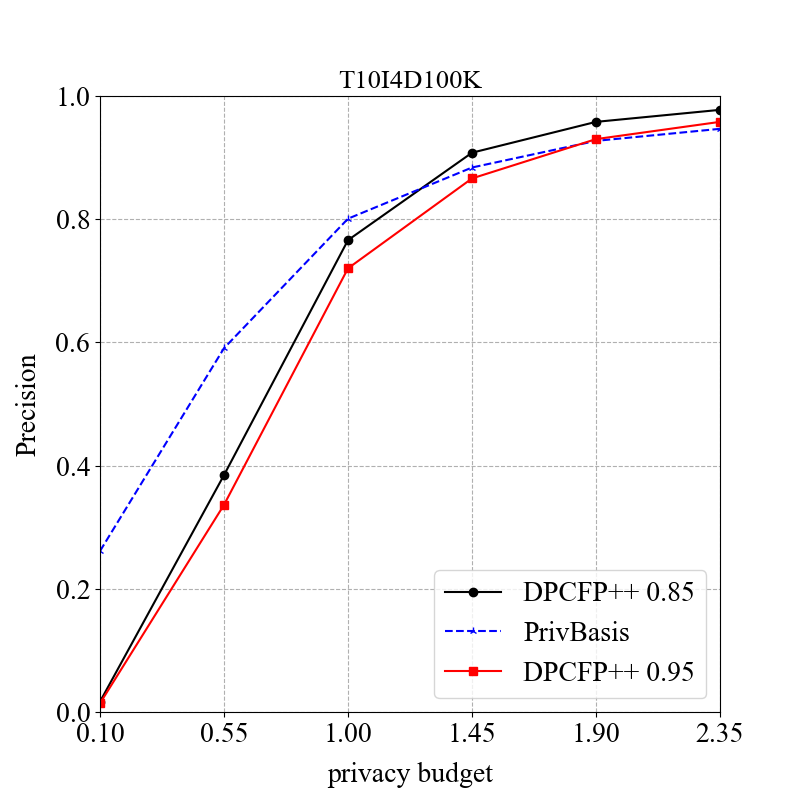 T10I4D100K
1.0
0.8
0.6
0.4
0.2
0.0
Precision
0.10 0.55 1.00 1.45 1.90 2.35
privacy budget
DPCFP++ 0.85
PrivBasis
DPCFP++ 0.95